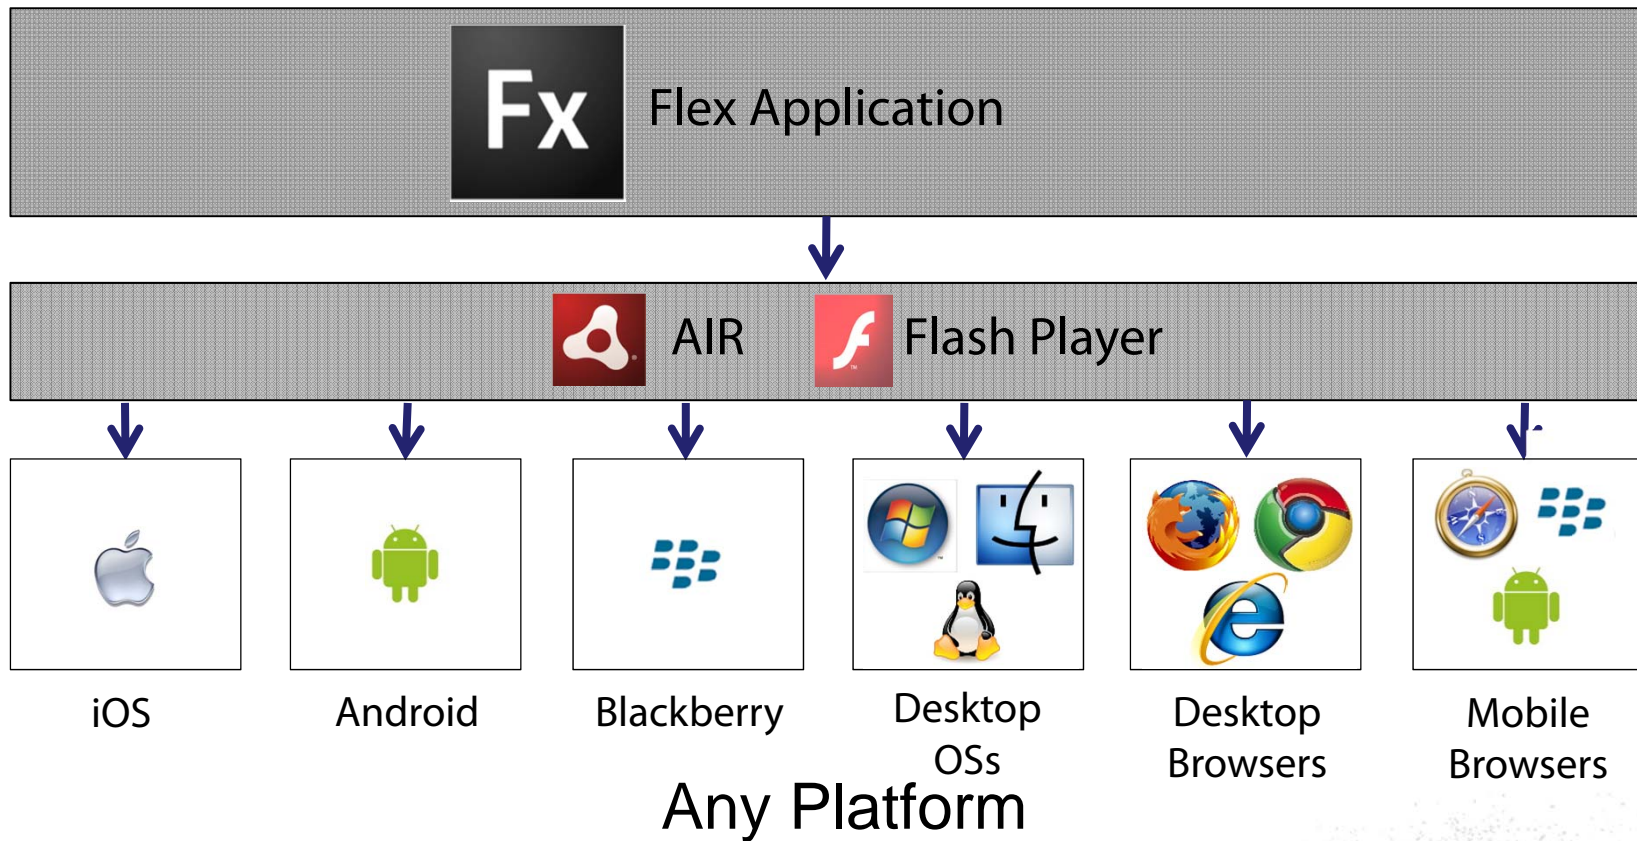 Fx
Flex Application
AIR
Flash Player
iOS
Android
Blackberry
Desktop
OSs
Desktop
Browsers
Mobile
Browsers
Any Platform